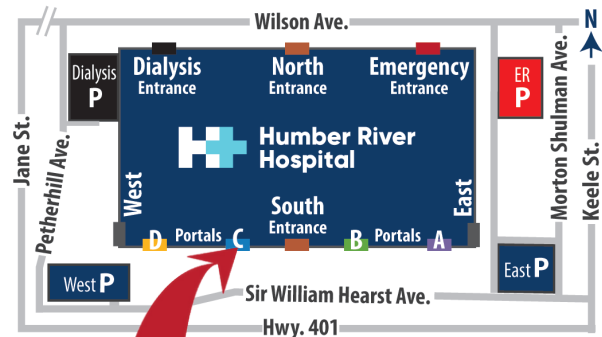 Wilson Ave.
N
Dialysis
P
Dialysis
Entrance
North
Entrance
Emergency
Entrance
ER
P
Jane St.
Petherhill Ave.
Humber River
Hospital
Morton Shulman Ave.
Keele St.
West
South
Entrance
East
D Portals C
B Portals A
West P
East P
Sir William Hearst Ave.
Hwy. 401